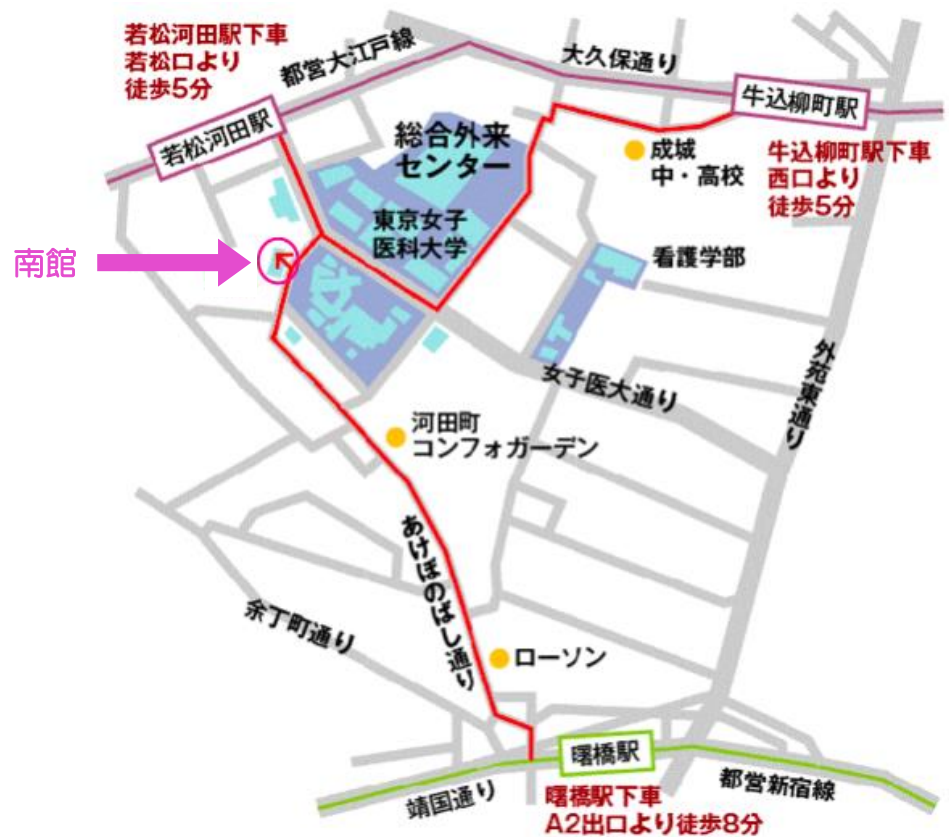 若松河田駅下車
若松口より
徒歩5分
都営大江戸線
大久保通り
若松河田駅
牛込柳町駅
総合外来
センター
成城
中・高校
牛込柳町駅下車
西口より
徒歩5分
東京女子
医科大学
南館
看護学部
女子医大通り
外苑東通り
河田町
コンフォガーデン
あけぼのばし通り
余丁町通り
ローソン
曙橋駅
靖国通り
都営新宿線
曙橋駅下車
A2出口より徒歩8分